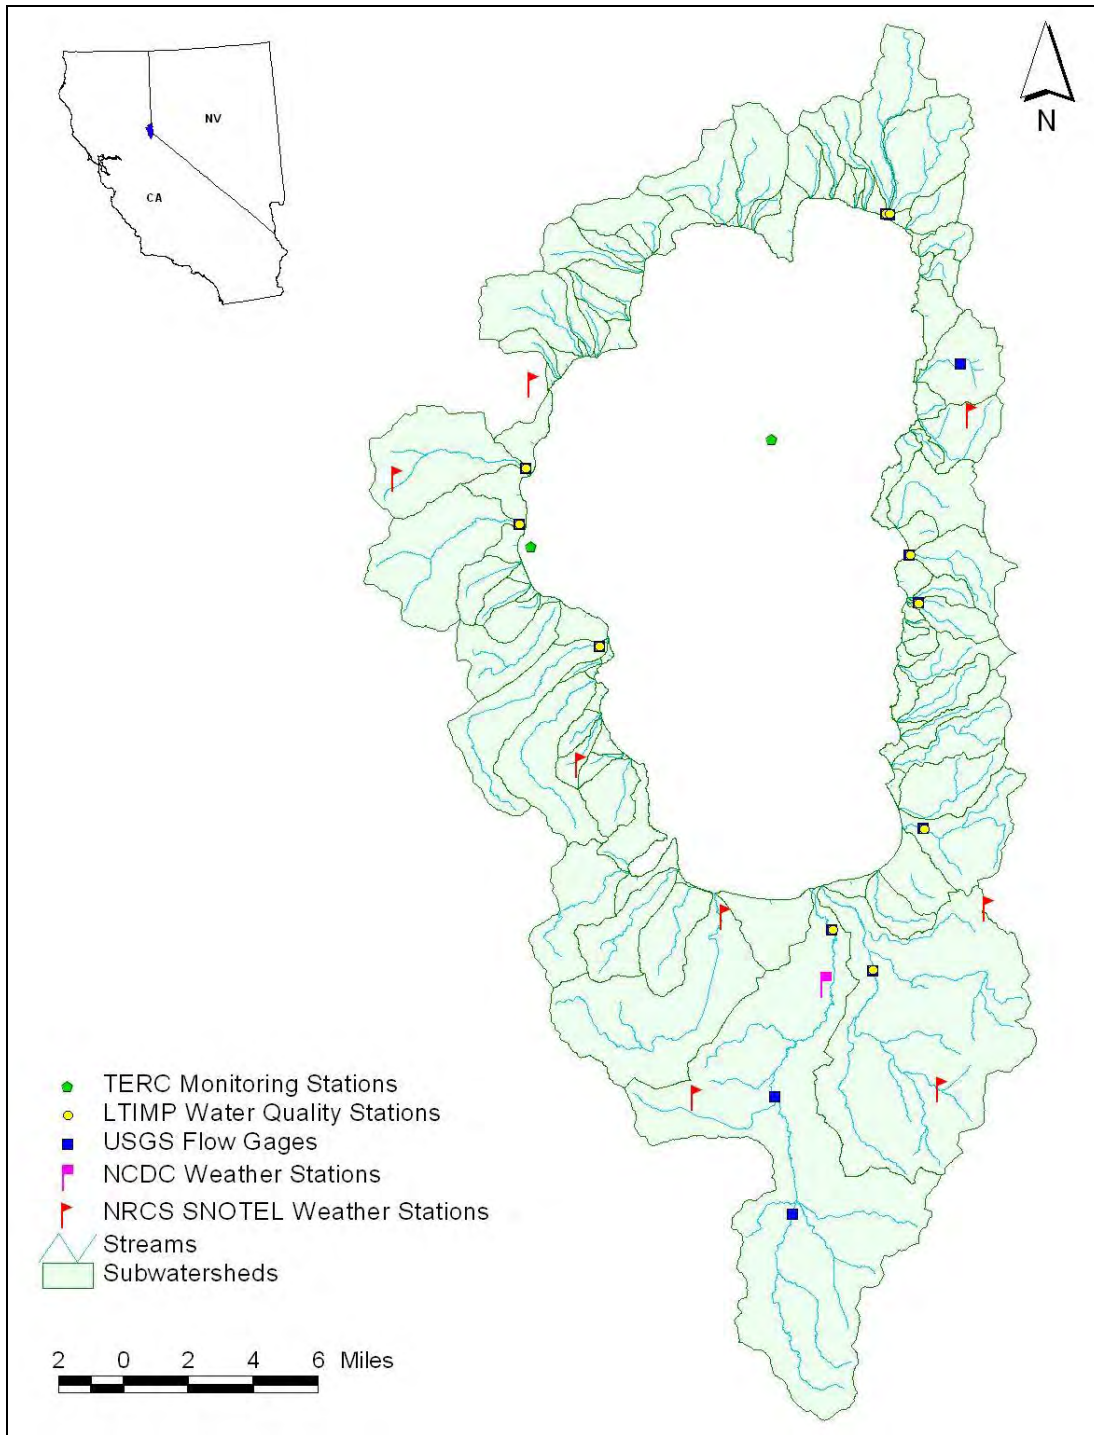 NV
CA
N
TERC Monitoring Stations
LTIMP Water Quality Stations
USGS Flow Gages
NCDC Weather Stations
NRCS SNOTEL Weather Stations
Streams
Subwatersheds
2 0 2 4 6 Miles